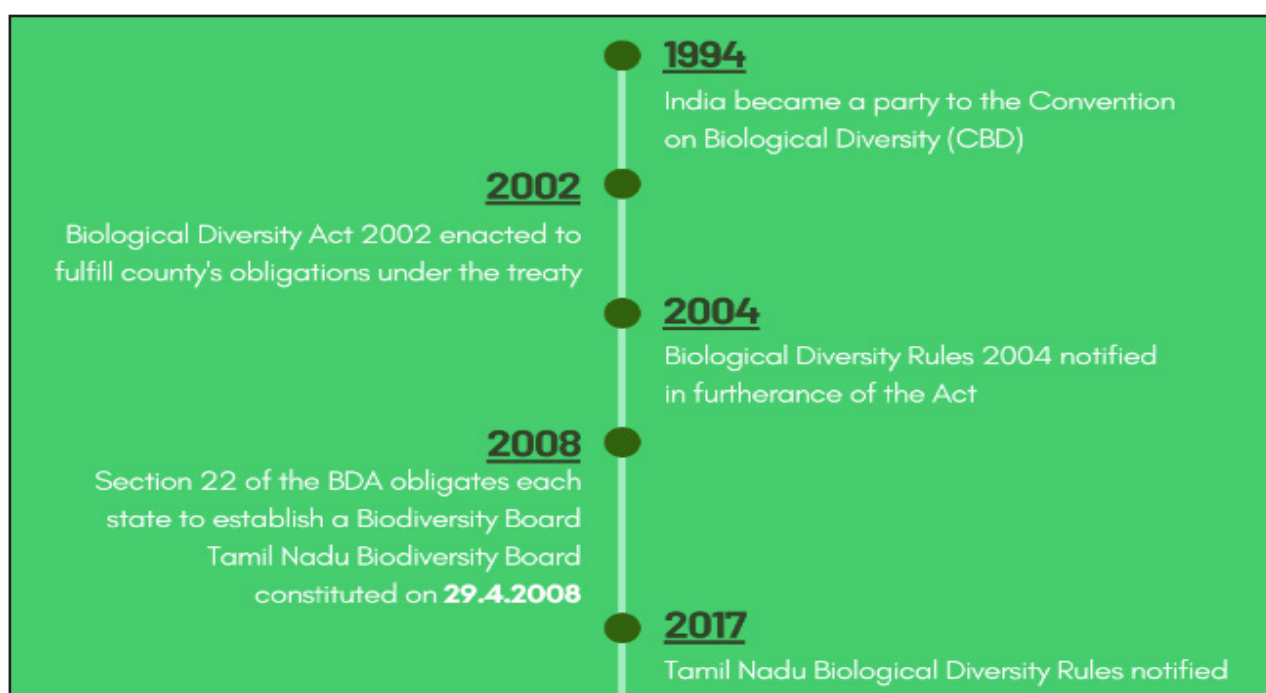 1994
India became a party to the Convention
on Biological Diversity (CBD)
2002
Biological Diversity Act 2002 enacted to
fulfill county's obligations under the treaty
2004
Biological Diversity Rules 2004 notified
in furtherance of the Act
2008
Section 22 of the BDA obligates each
state to establish a Biodiversity Board
Tamil Nadu Biodiversity Board
constituted on 29.4.2008
2017
Tamil Nadu Biological Diversity Rules notified